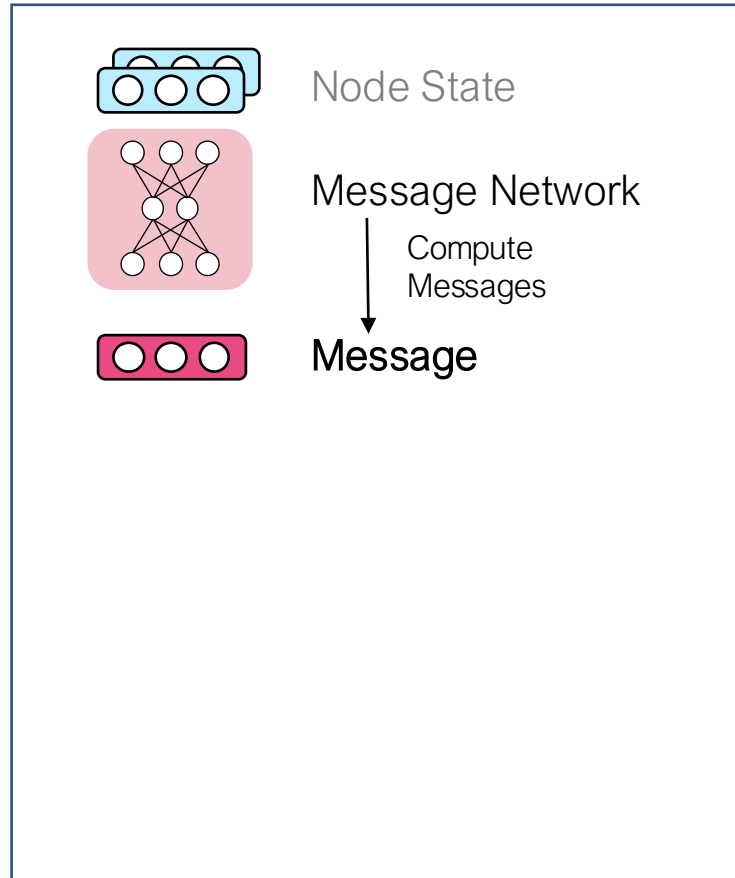 Node State
Message Network
Compute
Messages
Message